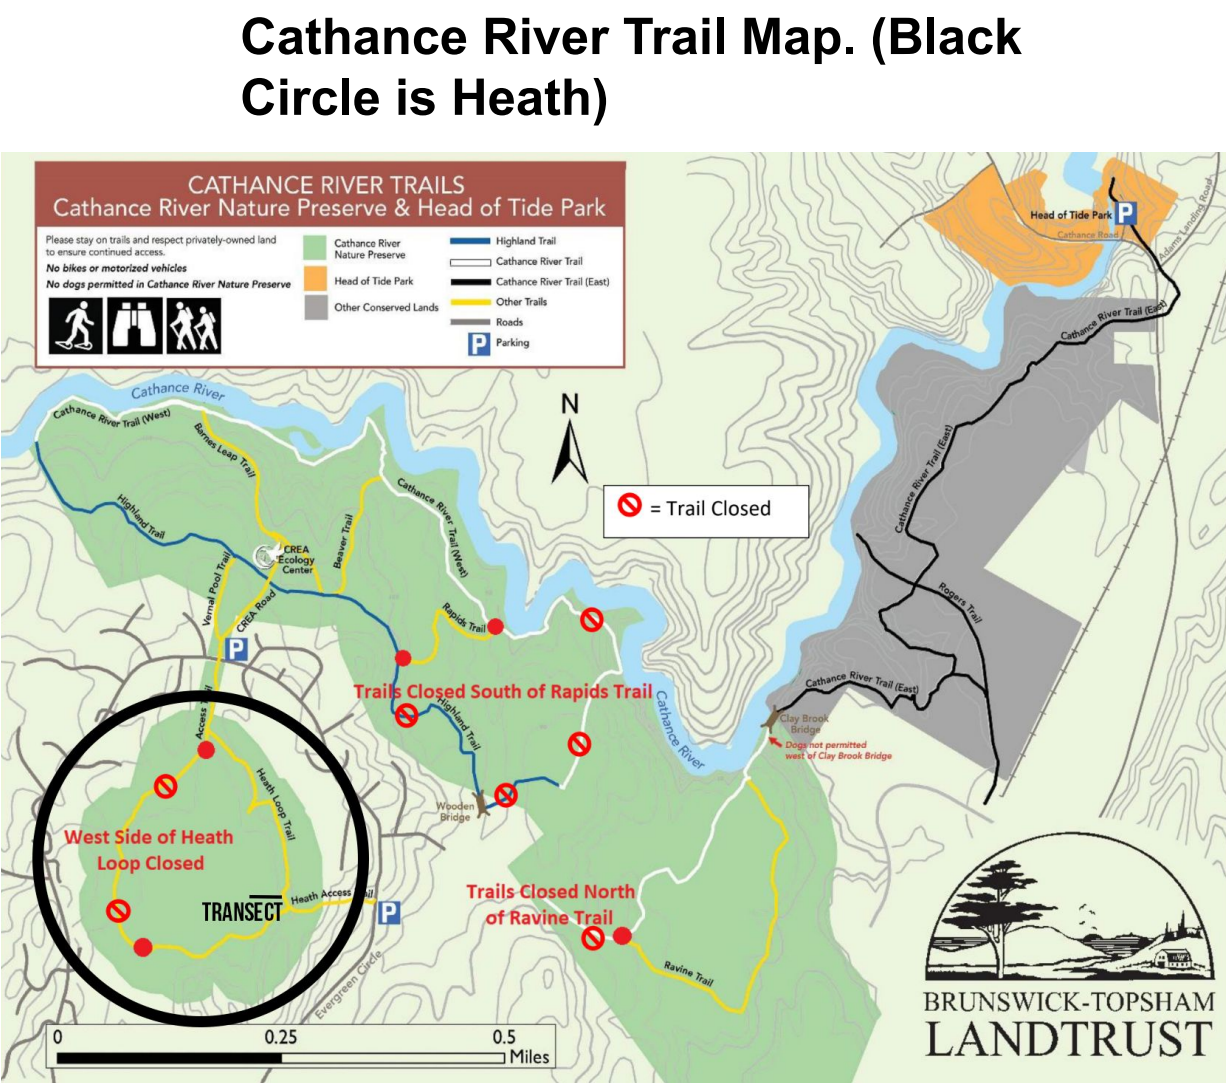 Cathance River Trail Map. (Black
Circle is Heath)
CATHANCE RIVER TRAILS
Cathance River Nature Preserve & Head of Tide Park
Please stay on trails and respect privately-owned land
to ensure continued access.
No bikes or motorized vehicles
No dogs permitted in Cathance River Nature Preserve
Cathance River
Nature Preserve
Head of Tide Park
Other Conserved Lands
Highland Trail
Cathance River Trail
Cathance River Trail (East)
Other Trails
Roads
P Parking
Head of Tide Park P
Cathance Road
Adams Landing Road
Cathance River Trail (East)
Cathance River
Cathance River Trail (West)
Barnes Leap Trail
N
Cathance River Trail (West)
Cathance River Trail (East)
= Trail Closed
Highland Trail
Beaver Trail
CREA
Ecology
Center
Vernal Pool Trail
CREA Road
Rogers Trail
Rapids Trail
P
Trails Closed South of Rapids Trail
Cathance River Trail (East)
Access
Highland Trail
Cathance River
Clay Brook
Bridge
Dogs not permitted
west of Clay Brook Bridge
Heath Loop Trail
Wooden
Bridge
West Side of Heath
Loop Closed
Trails Closed North
of Ravine Trail
Heath Access
TRANSECT
P
Ravine Trail
Evergreen Circle
BRUNSWICK-TOPSHAM
LANDTRUST
0 0.25 0.5
Miles